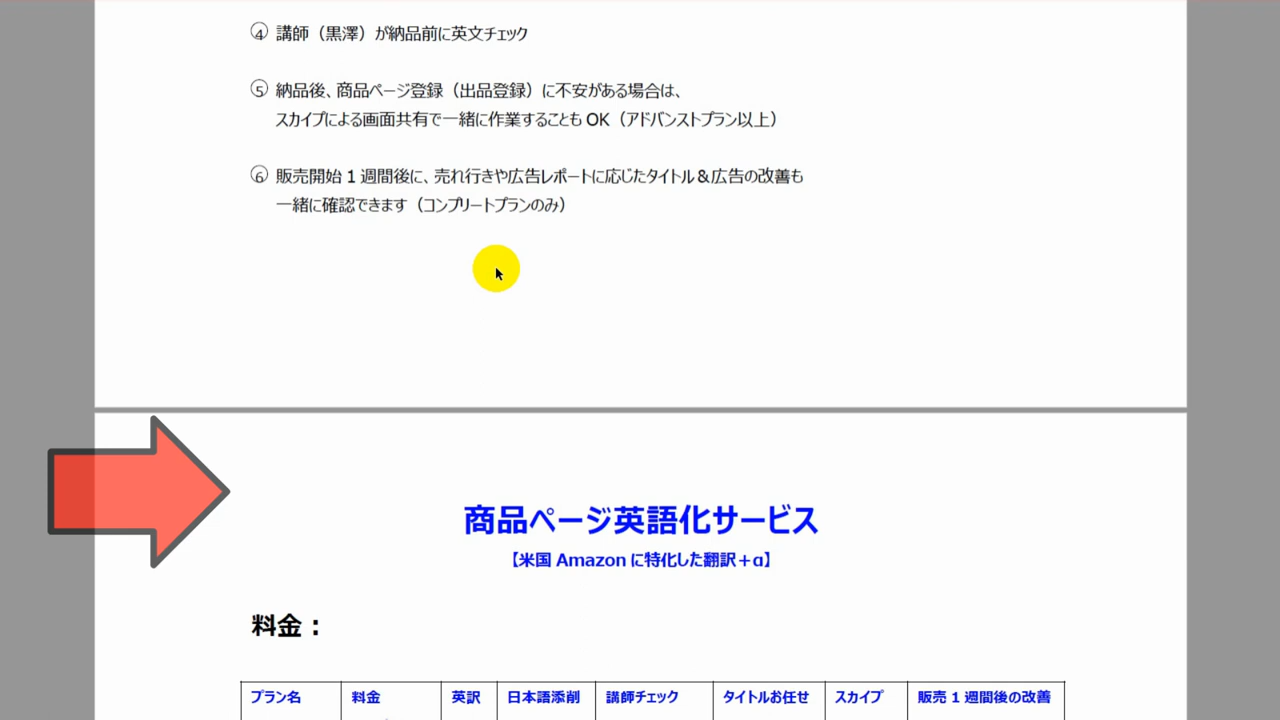 ④ 講師（黒澤）が納品前に英文チェック
⑤ 納品後、商品ページ登録（出品登録）に不安がある場合は、
スカイプによる画面共有で一緒に作業することも OK（アドバンストプラン以上）
⑥ 販売開始 1 週間後に、売れ行きや広告レポートに応じたタイトル＆広告の改善も
一緒に確認できます（コンプリートプランのみ）
商品ページ英語化サービス
【米国 Amazon に特化した翻訳＋α】
料金：
プラン名 料金 英訳 日本語添削 講師チェック タイトルお任せ スカイプ 販売 1 週間後の改善